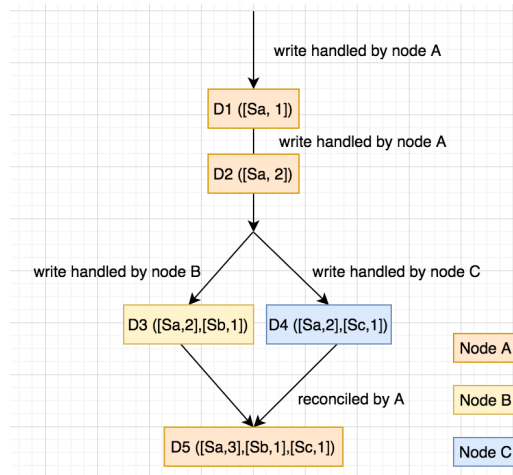 write handled by node A
D1 ([Sa, 1])
write handled by node A
D2 ([Sa, 2])
write handled by node B
write handled by node C
D3 ([Sa,2],[Sb,1])
D4 ([Sa,2],[Sc,1])
Node A
reconciled by A
Node B
D5 ([Sa,3],[Sb,1],[Sc,1])
Node C